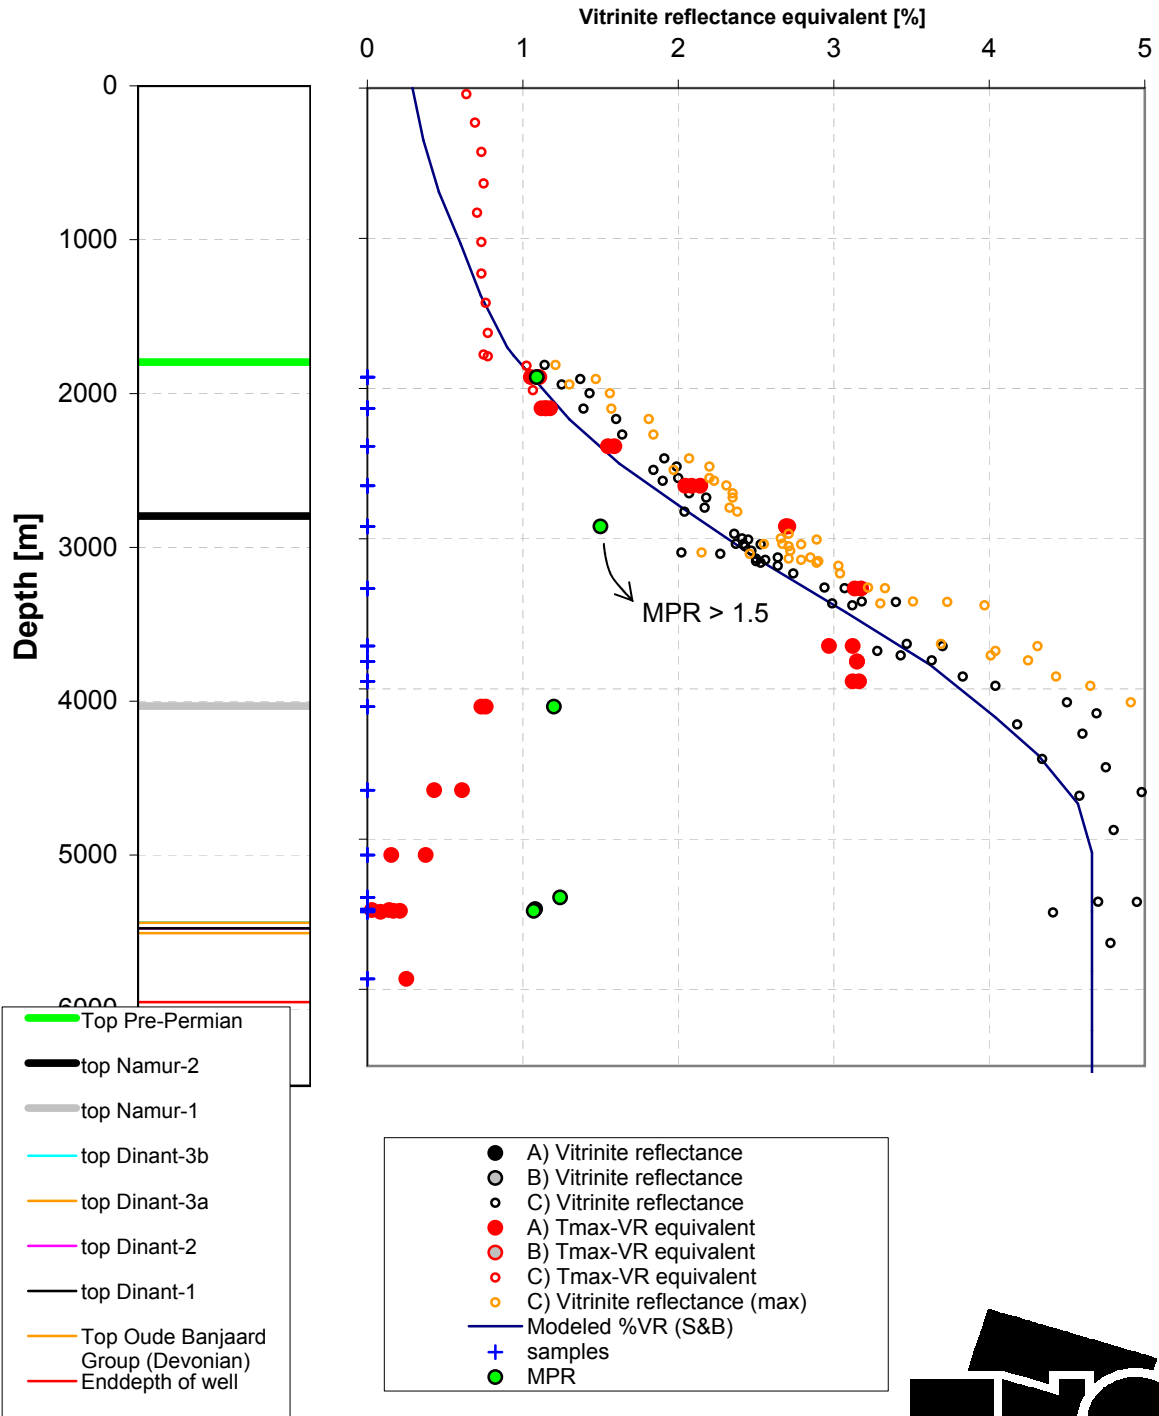 Vitrinite reflectance equivalent [%]
0 1 2 3 4 5
Depth [m]
0
1000
2000
3000
4000
5000
6000
MPR > 1.5
Top Pre-Permian
top Namur-2
top Namur-1
top Dinant-3b
top Dinant-3a
top Dinant-2
top Dinant-1
Top Oude Banjaard
Group (Devonian)
Enddepth of well
A) Vitrinite reflectance
B) Vitrinite reflectance
C) Vitrinite reflectance
A) Tmax-VR equivalent
B) Tmax-VR equivalent
C) Tmax-VR equivalent
C) Vitrinite reflectance (max)
Modeled %VR (S&B)
samples
MPR